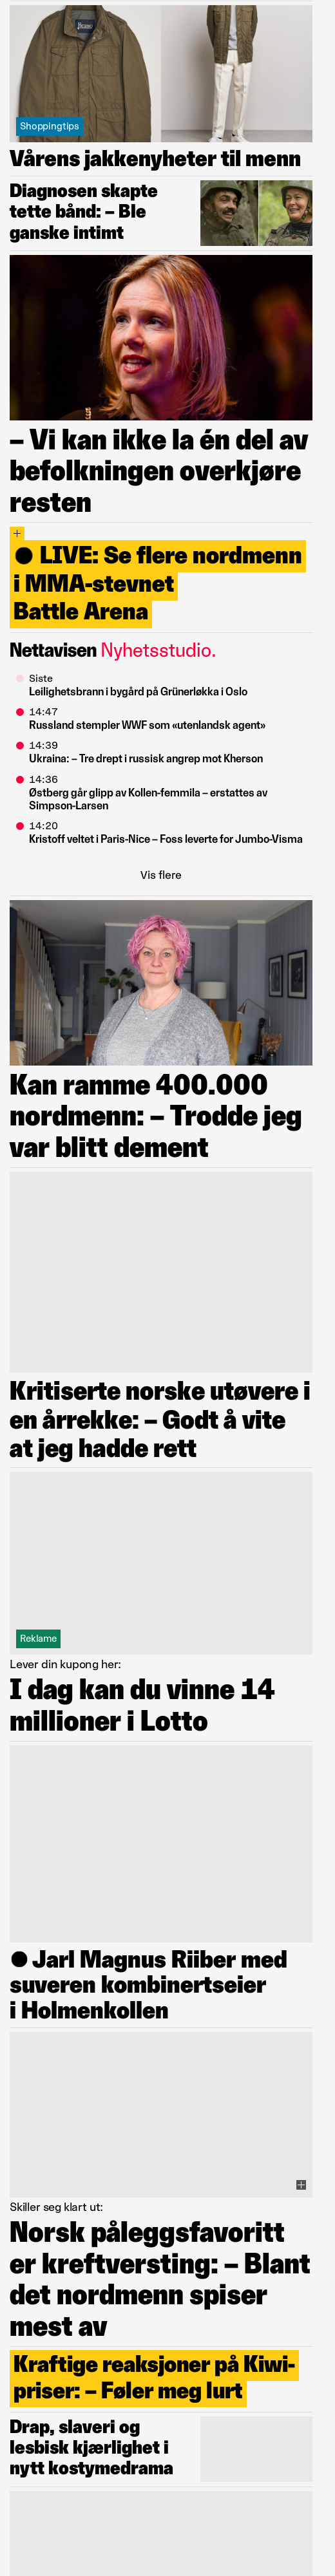 Shoppingtips
Vårens jakkenyheter til menn
Diagnosen skapte
tette bånd: – Ble
ganske intimt
– Vi kan ikke la én del av
befolkningen overkjøre
resten
+
● LIVE: Se flere nordmenn
i MMA-stevnet
Battle Arena
Nettavisen Nyhetsstudio.
Siste
Leilighetsbrann i bygård på Grünerløkka i Oslo
14:47
Russland stempler WWF som «utenlandsk agent»
14:39
Ukraina: – Tre drept i russisk angrep mot Kherson
14:36
Østberg går glipp av Kollen-femmila – erstattes av
Simpson-Larsen
14:20
Kristoff veltet i Paris-Nice – Foss leverte for Jumbo-Visma
Vis flere
Kan ramme 400.000
nordmenn: – Trodde jeg
var blitt dement
Kritiserte norske utøvere i
en årrekke: – Godt å vite
at jeg hadde rett
Reklame
Lever din kupong her:
I dag kan du vinne 14
millioner i Lotto
● Jarl Magnus Riiber med
suveren kombinertseier
i Holmenkollen
Skiller seg klart ut:
Norsk påleggsfavoritt
er kreftversting: – Blant
det nordmenn spiser
mest av
Kraftige reaksjoner på Kiwi-
priser: – Føler meg lurt
Drap, slaveri og
lesbisk kjærlighet i
nytt kostymedrama